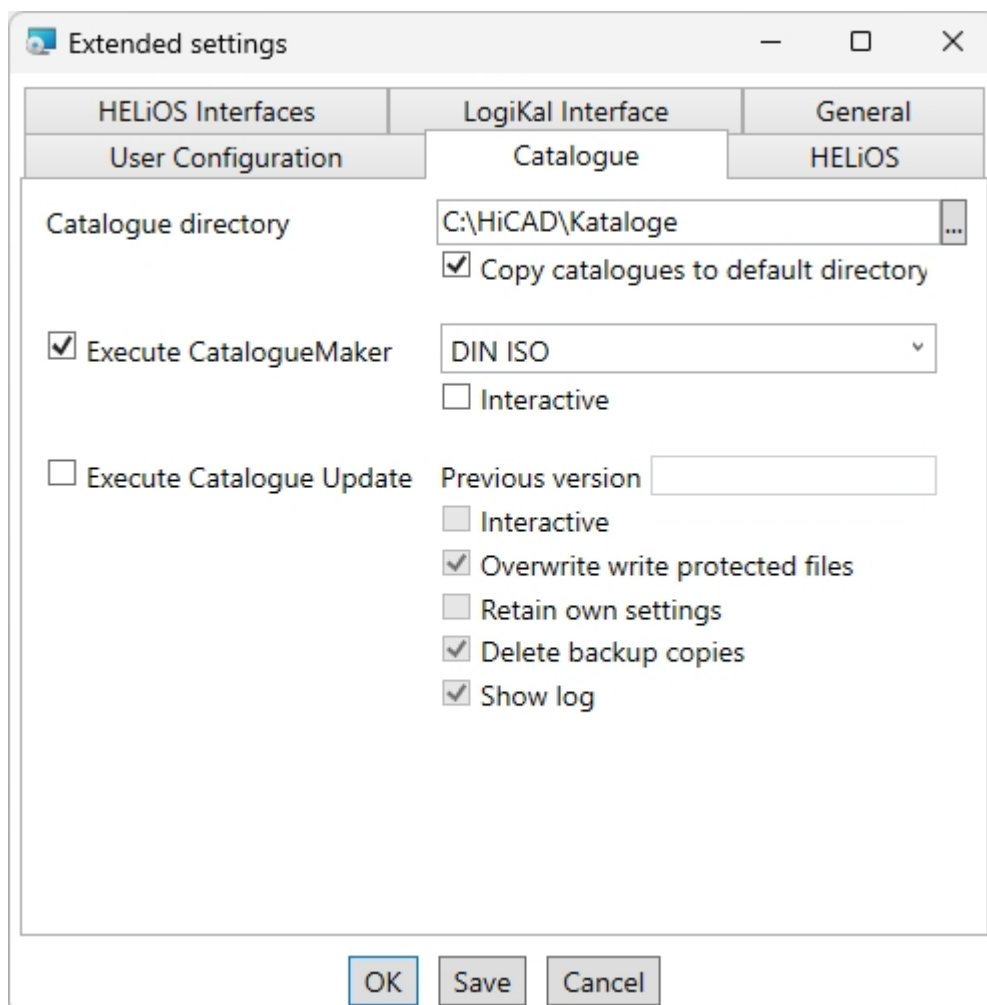 Extended settings
HELiOS Interfaces LogiKal Interface General
User Configuration Catalogue HELiOS
Catalogue directory C:\HiCAD\Kataloge ...
Copy catalogues to default directory
Execute CatalogueMaker DIN ISO
Interactive
Execute Catalogue Update Previous version
Interactive
Overwrite write protected files
Retain own settings
Delete backup copies
Show log
OK Save Cancel